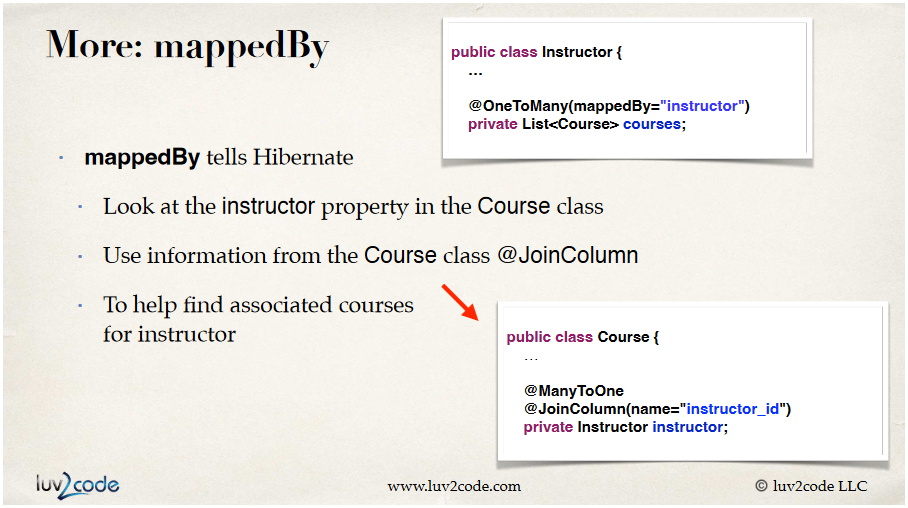 More: mappedBy
public class Instructor {
...
@OneToMany(mappedBy="instructor")
private List<Course> courses;
· mappedBy tells Hibernate
· Look at the instructor property in the Course class
· Use information from the Course class @JoinColumn
· To help find associated courses
for instructor
public class Course {
...
@ManyToOne
@JoinColumn(name="instructor_id")
private Instructor instructor;
luv2code
www.luv2code.com
© luv2code LLC